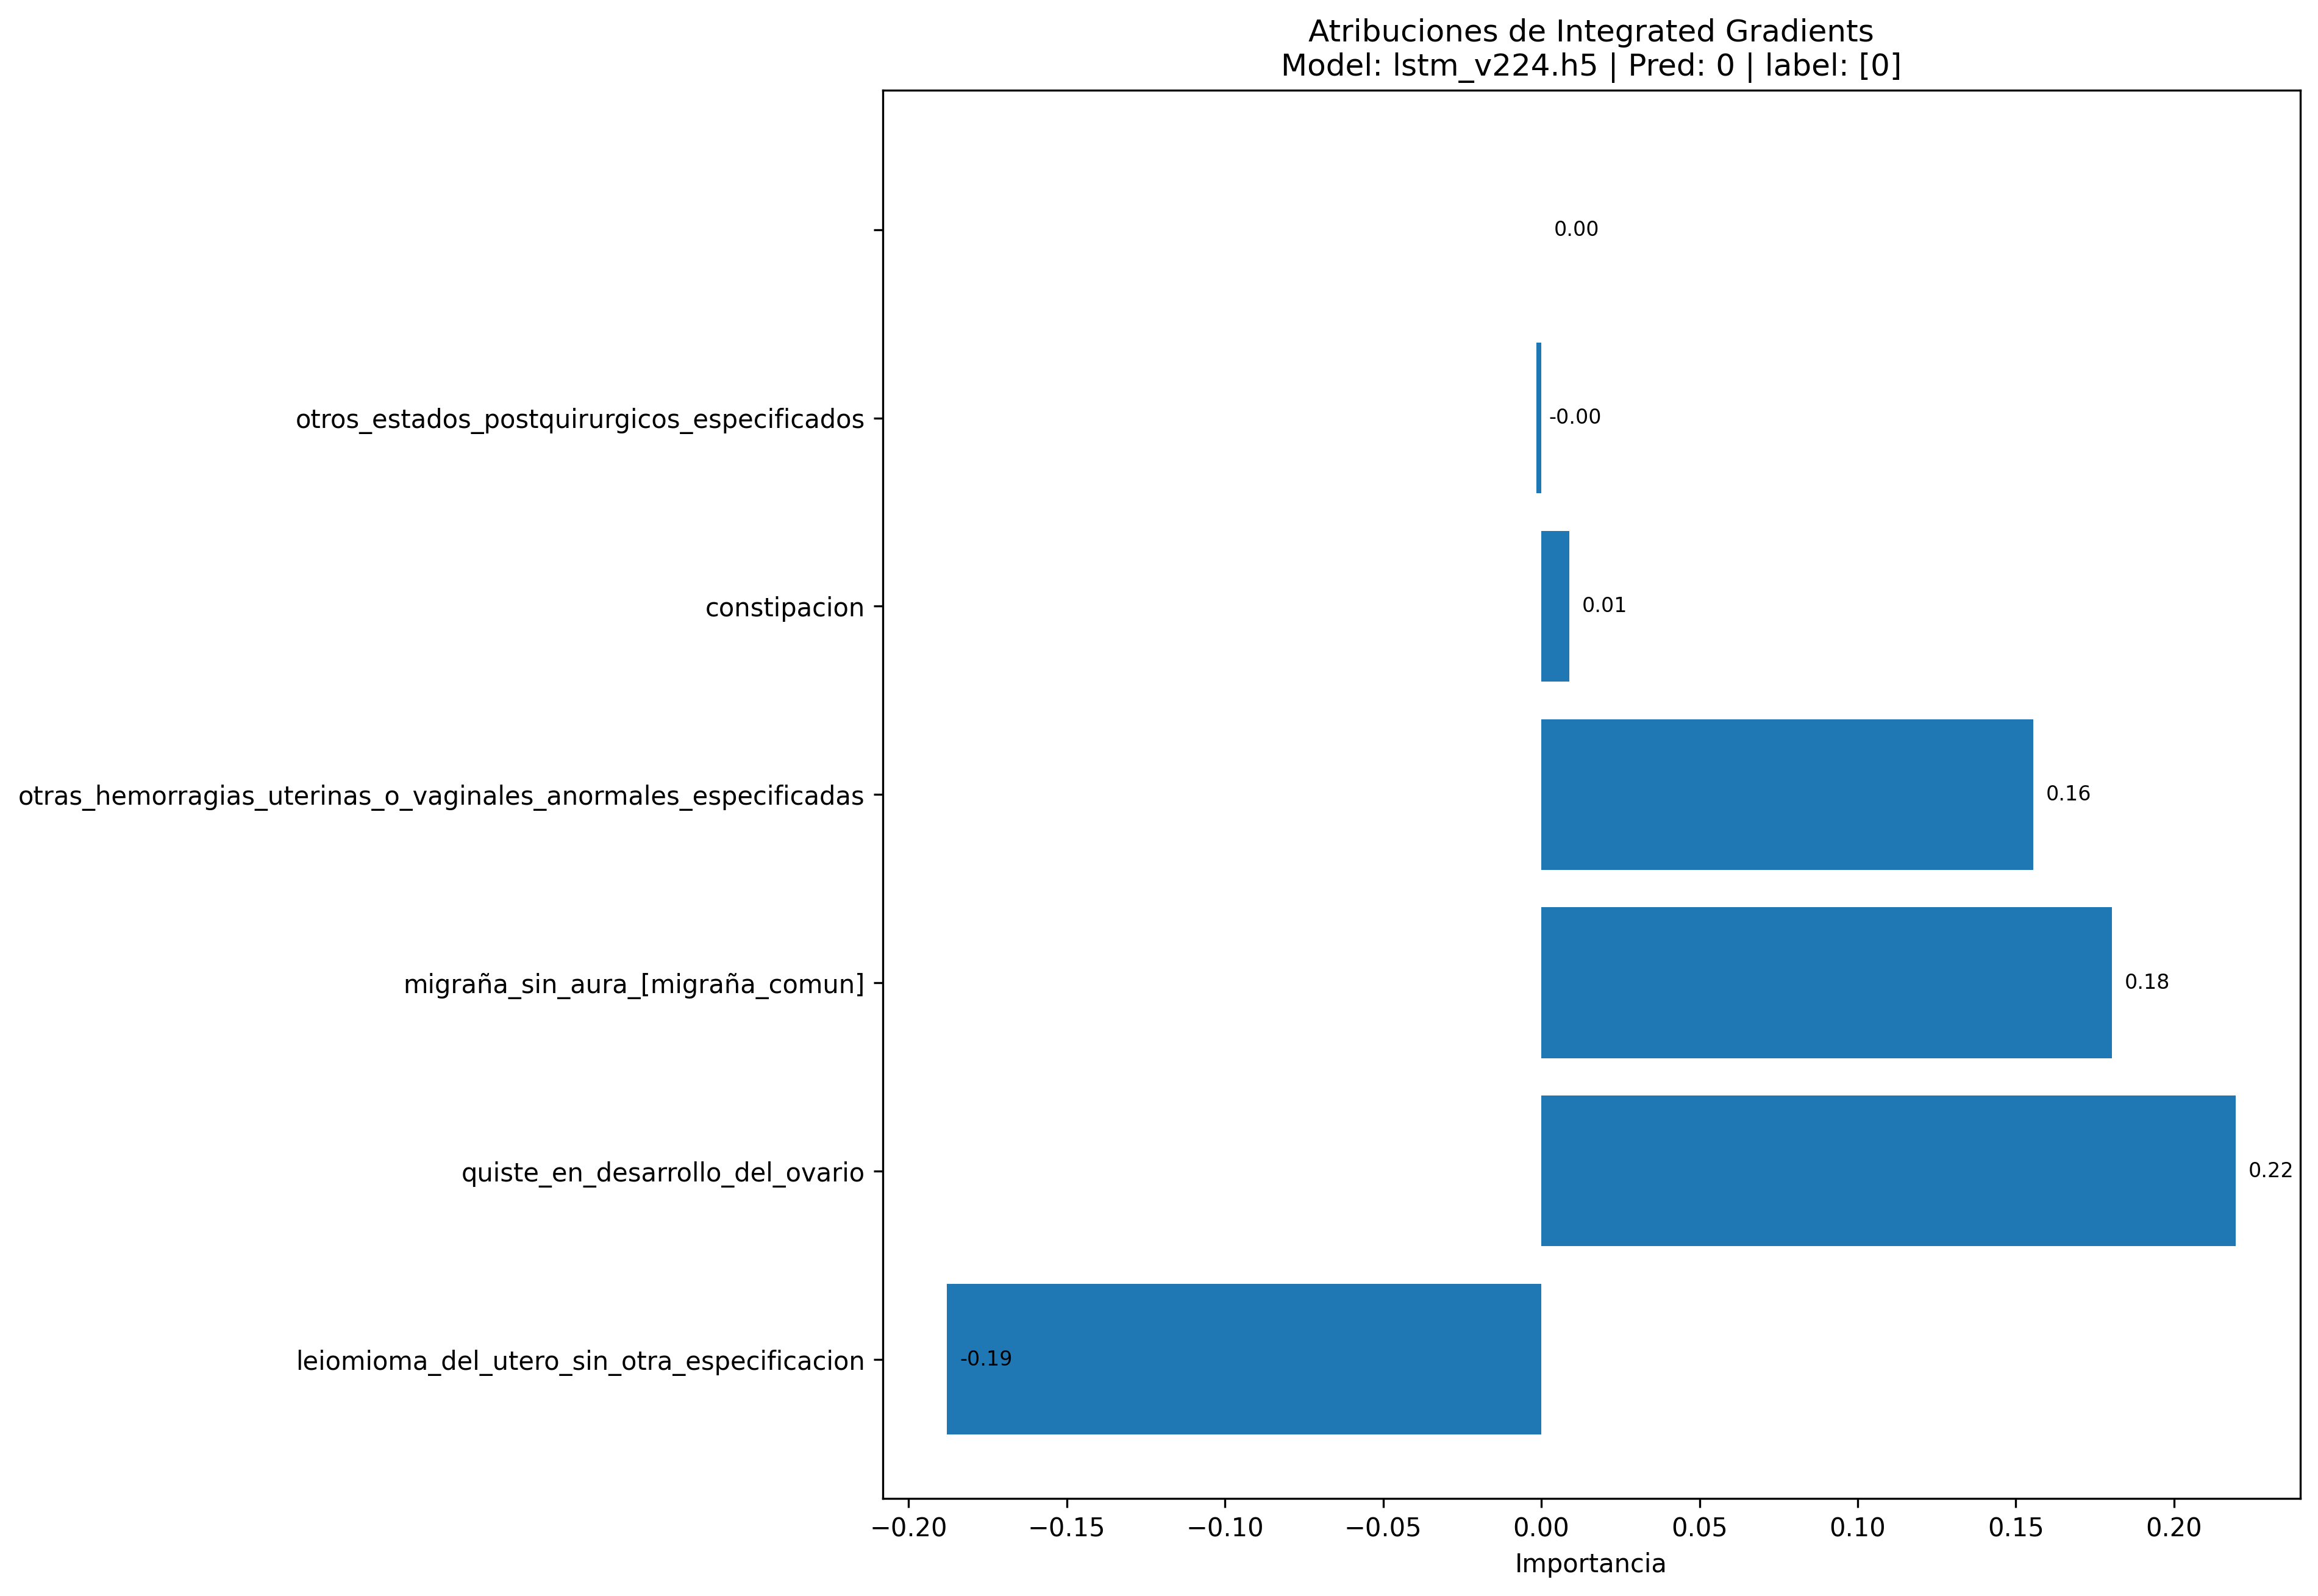 Atribuciones de Integrated Gradients
Model: lstm_v224.h5 | Pred: 0 | label: [0]
0.00
otros_estados_postquirurgicos_especificados
-0.00
constipacion
0.01
otras_hemorragias_uterinas_o_vaginales_anormales_especificadas
0.16
migraña_sin_aura_[migraña_comun]
0.18
quiste_en_desarrollo_del_ovario
0.22
leiomioma_del_utero_sin_otra_especificacion
-0.19
−0.20 −0.15 −0.10 −0.05 0.00 0.05 0.10 0.15 0.20
Importancia